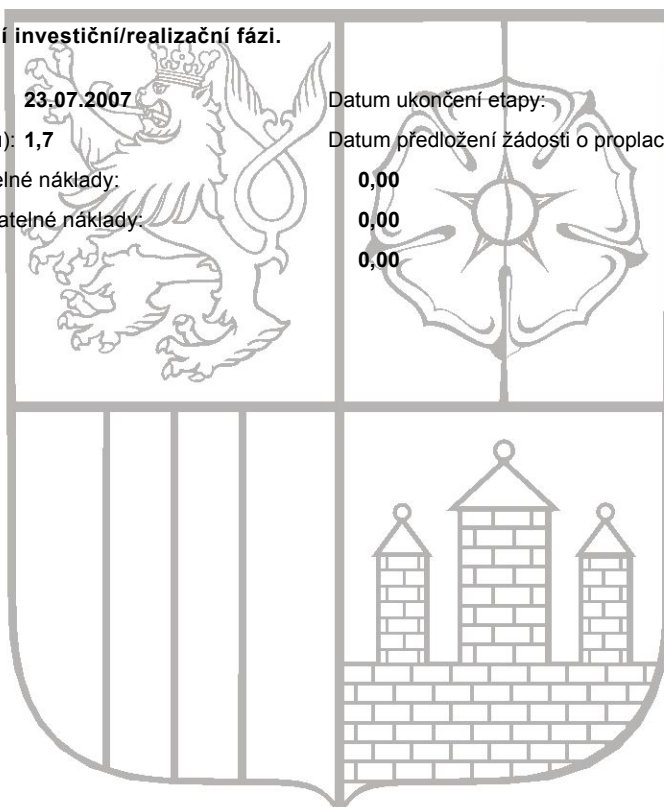 í investiční/realizační fázi.
23.07.2007 Datum ukončení etapy:
): 1,7 Datum předložení žádosti o proplac
elné náklady: 0,00
atelné náklady: 0,00
0,00